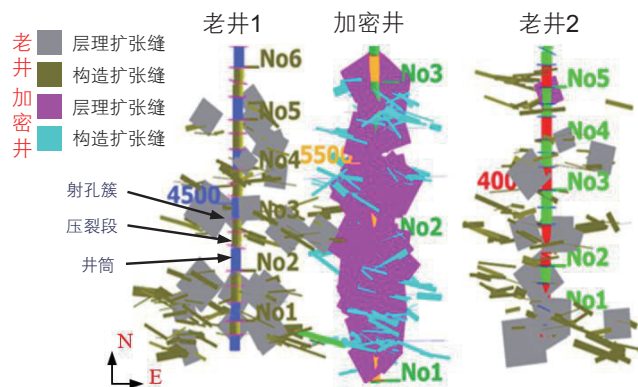 老井1
加密井
老井2
老井
加密井
层理扩张缝
构造扩张缝
层理扩张缝
构造扩张缝
No6
No5
No4
4500
No3
No2
No1
射孔簇
压裂段
井筒
No3
5500
No2
No1
No5
No4
400
No3
No2
No1
N
E